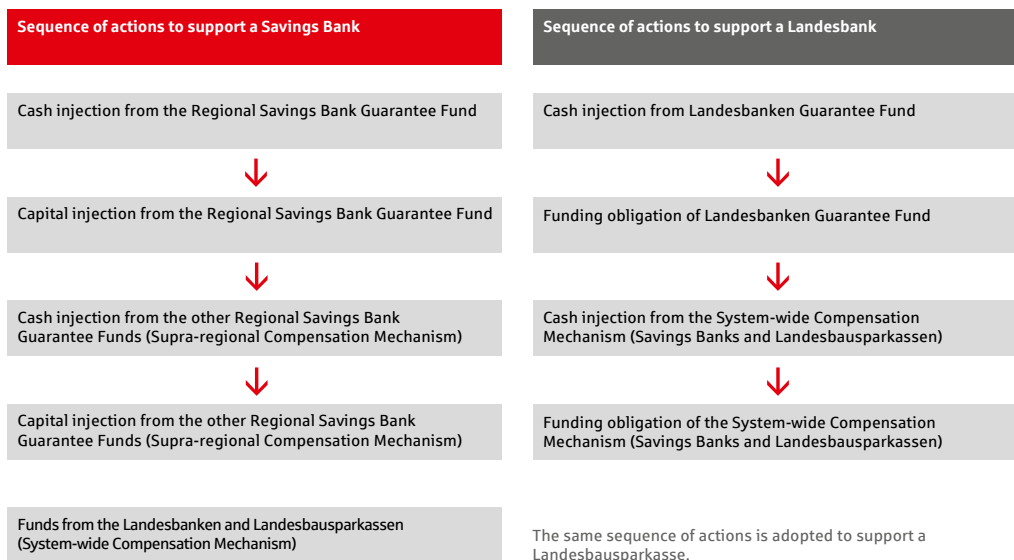 Sequence of actions to support a Savings Bank
Cash injection from the Regional Savings Bank Guarantee Fund
Capital injection from the Regional Savings Bank Guarantee Fund
Cash injection from the other Regional Savings Bank
Guarantee Funds (Supra-regional Compensation Mechanism)
Capital injection from the other Regional Savings Bank
Guarantee Funds (Supra-regional Compensation Mechanism)
Funds from the Landesbanken and Landesbausparkassen
(System-wide Compensation Mechanism)
Sequence of actions to support a Landesbank
Cash injection from Landesbanken Guarantee Fund
Funding obligation of Landesbanken Guarantee Fund
Cash injection from the System-wide Compensation
Mechanism (Savings Banks and Landesbausparkassen)
Funding obligation of the System-wide Compensation
Mechanism (Savings Banks and Landesbausparkassen)
The same sequence of actions is adopted to support a
Landesbausparkasse.